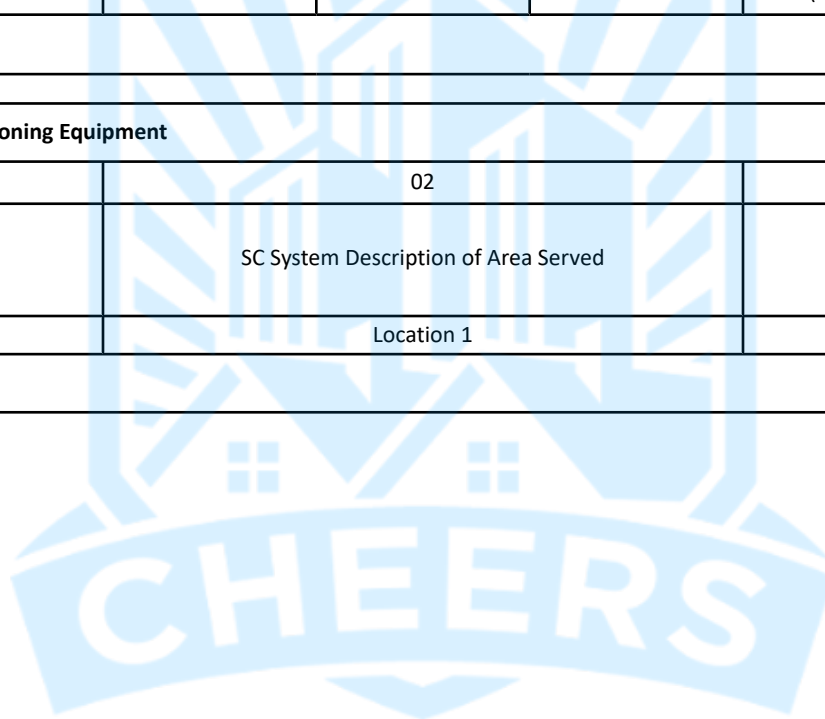 oning Equipment
02
SC System Description of Area Served
Location 1
CHEERS